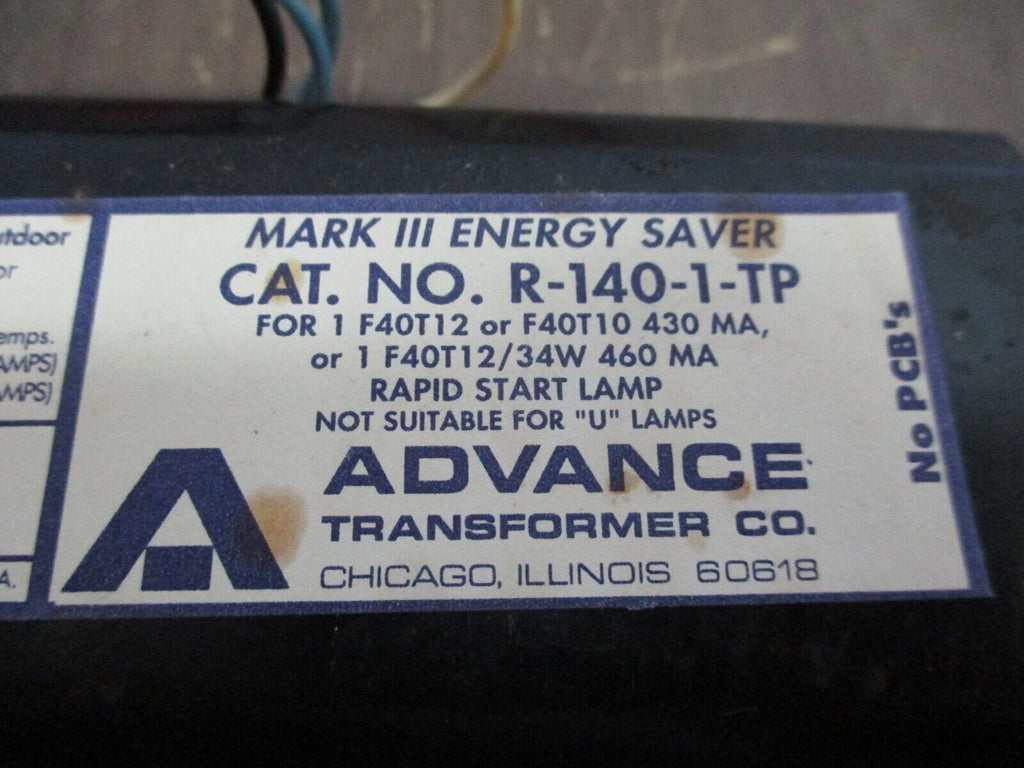 MARK III ENERGY SAVER
CAT. NO. R-140-1-TP
FOR 1 F40T12 or F40T10 430 MA,
or 1 F40T12/34W 460 MA
RAPID START LAMP
NOT SUITABLE FOR "U" LAMPS
ADVANCE
TRANSFORMER CO.
CHICAGO, ILLINOIS 60618
No PCB's